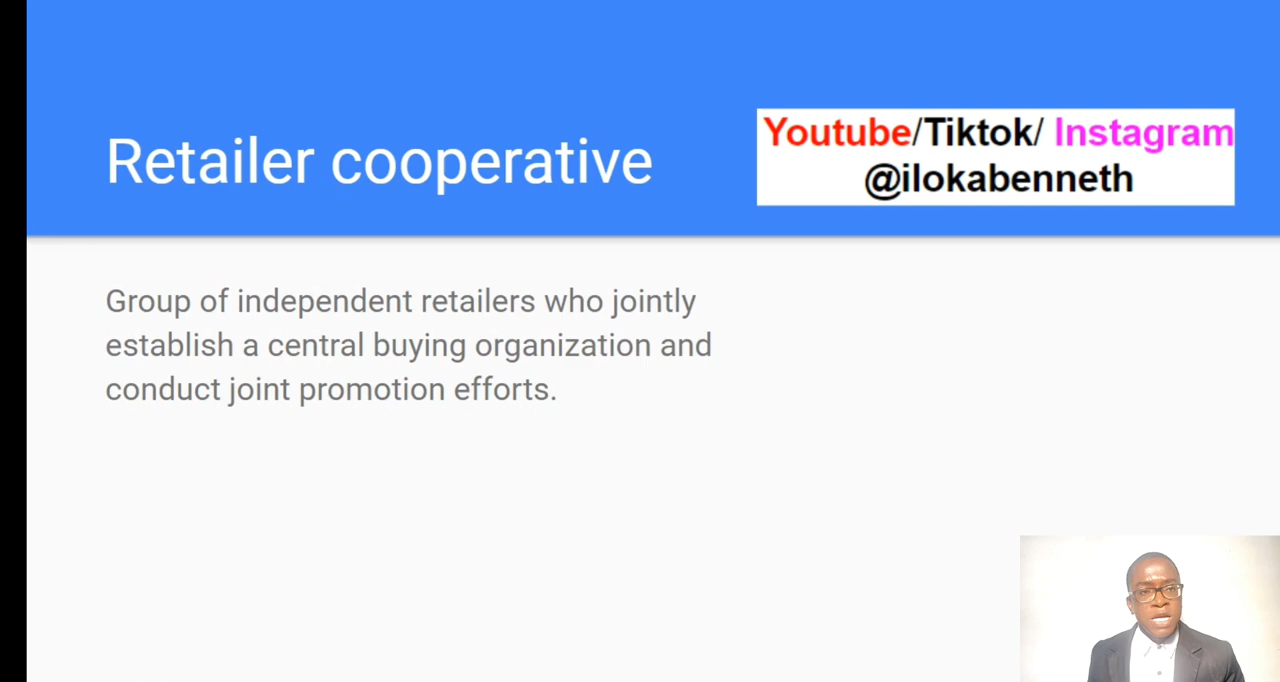 Retailer cooperative
Youtube/Tiktok/ Instagram
@ilokabenneth
Group of independent retailers who jointly
establish a central buying organization and
conduct joint promotion efforts.